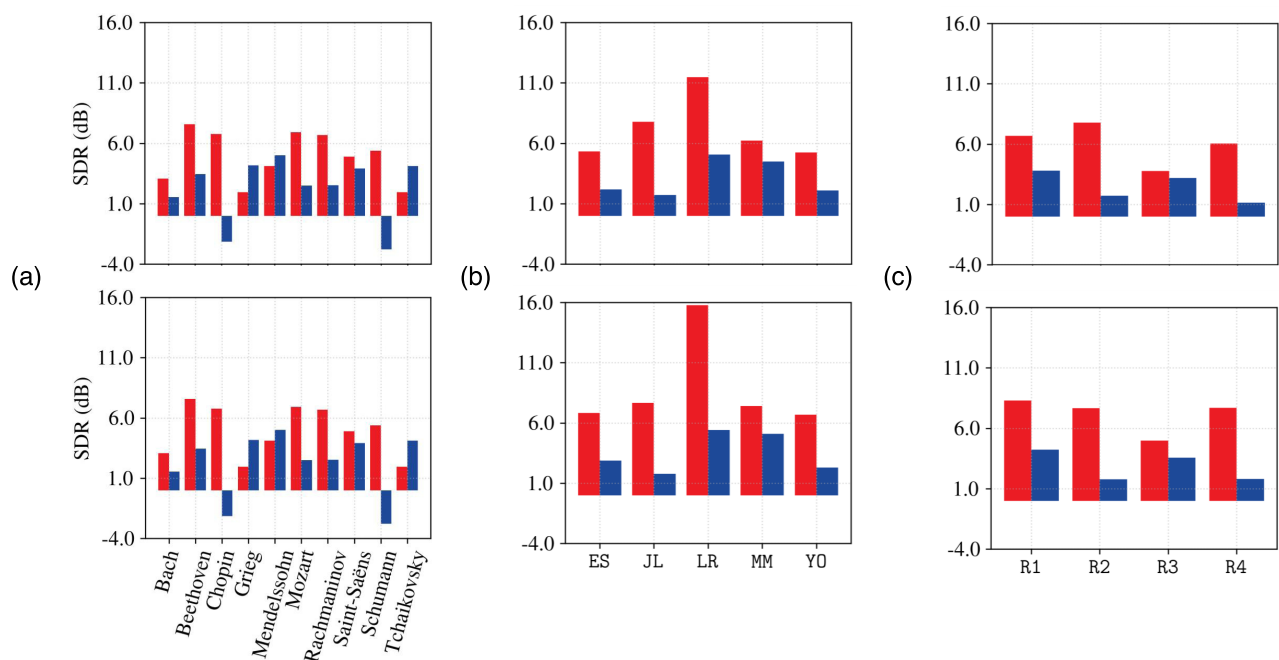 (a)
SDR (dB)
16.0
11.0
6.0
1.0
-4.0
SDR (dB)
16.0
11.0
6.0
1.0
-4.0
Bach
Beethoven
Chopin
Grieg
Mendelssohn
Mozart
Rachmaninov
Saint-Saëns
Schumann
Tchaikovsky
(b)
16.0
11.0
6.0
1.0
-4.0
16.0
11.0
6.0
1.0
-4.0
ES JL LR MM YO
(c)
16.0
11.0
6.0
1.0
-4.0
16.0
11.0
6.0
1.0
-4.0
R1 R2 R3 R4